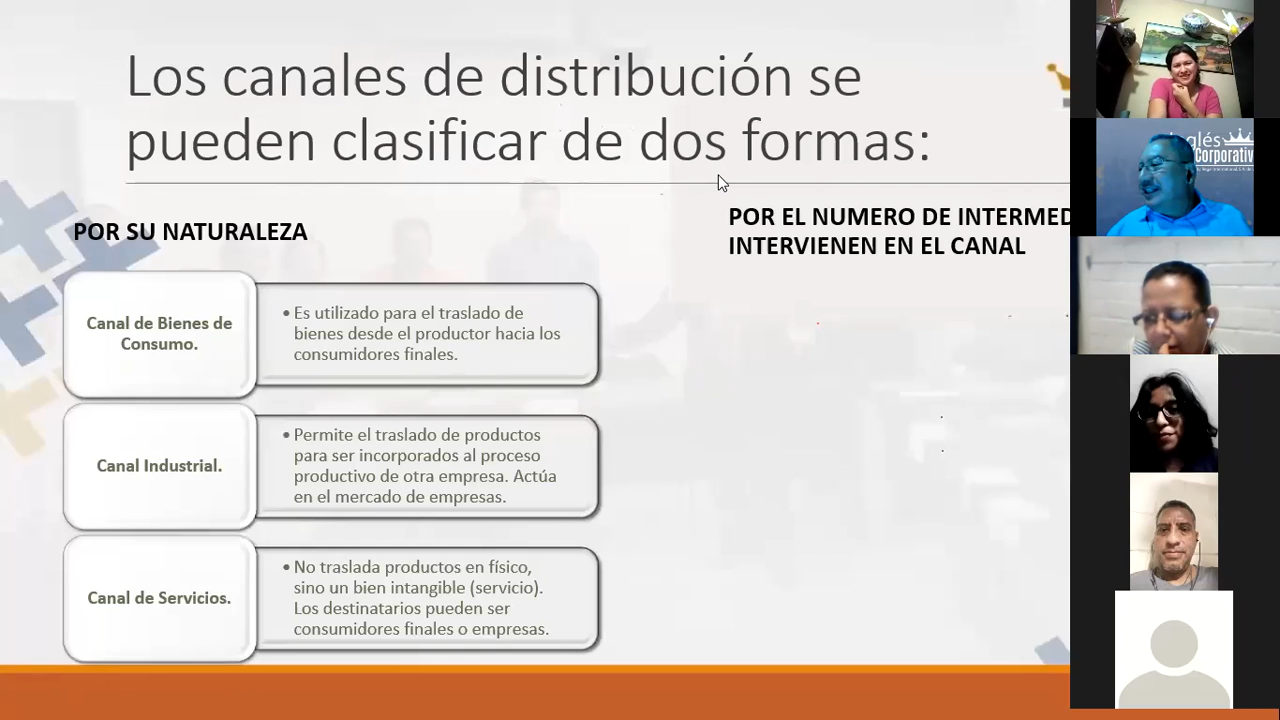 Los canales de distribución se
pueden clasificar de dos formas:
POR SU NATURALEZA
Canal de Bienes de
Consumo.
• Es utilizado para el traslado de
bienes desde el productor hacia los
consumidores finales.
Canal Industrial.
• Permite el traslado de productos
para ser incorporados al proceso
productivo de otra empresa. Actúa
en el mercado de empresas.
Canal de Servicios.
• No traslada productos en físico,
sino un bien intangible (servicio).
Los destinatarios pueden ser
consumidores finales o empresas.
POR EL NUMERO DE INTERMED
INTERVIENEN EN EL CANAL
Corporativ